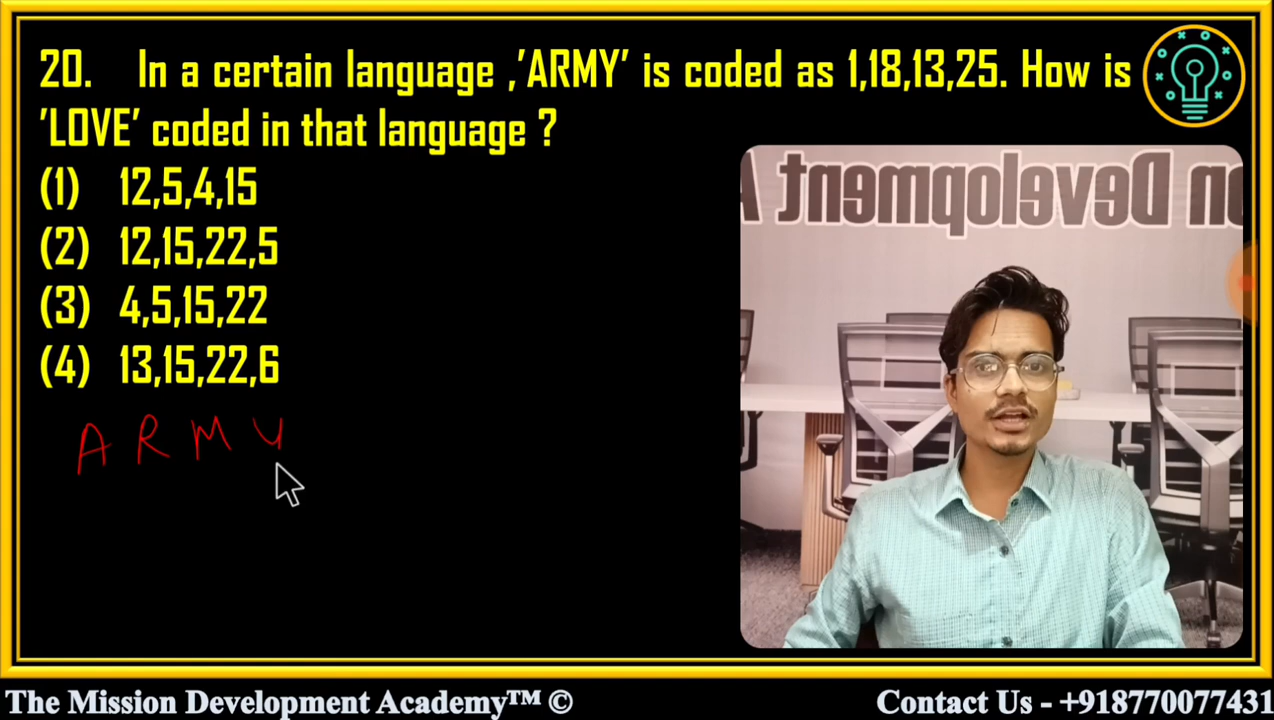 20. In a certain language ,'ARMY' is coded as 1,18,13,25. How is
'LOVE' coded in that language ?
(1) 12,5,4,15
(2) 12,15,22,5
(3) 4,5,15,22
(4) 13,15,22,6
A R M Y
on Development A
The Mission Development Academy™ ©
Contact Us - +918770077431